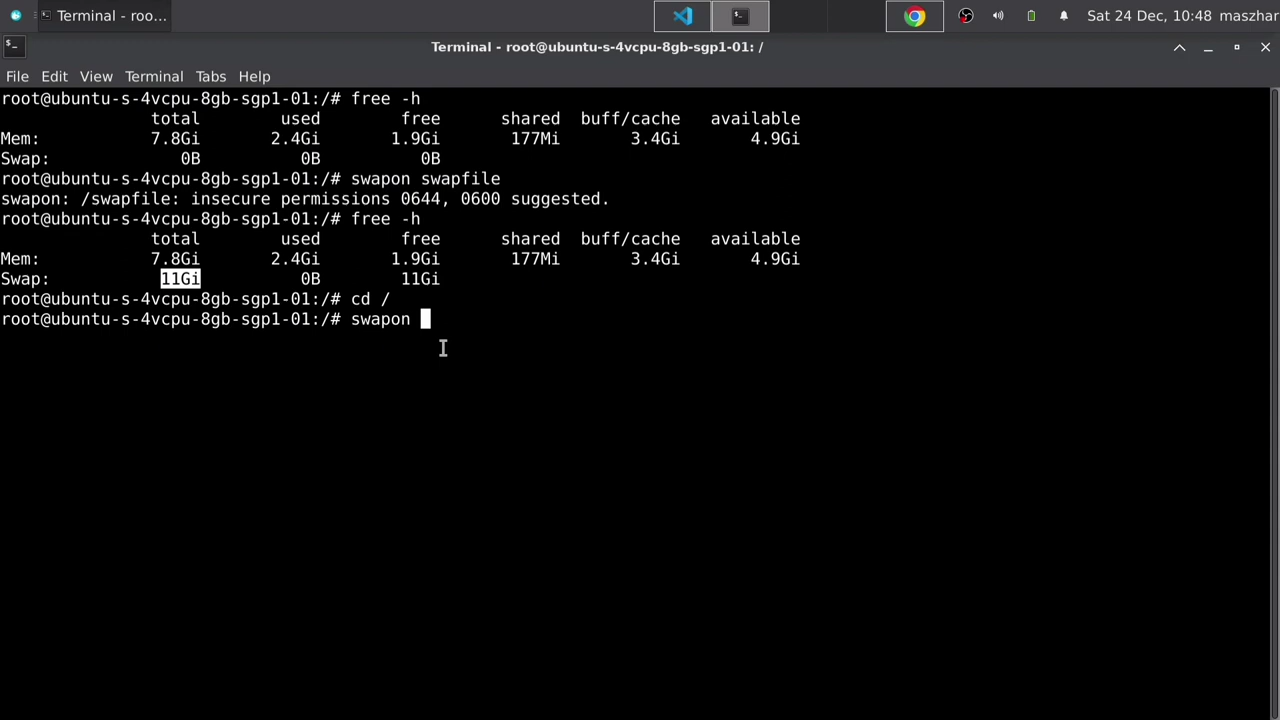 Terminal - roo... Sat 24 Dec, 10:48 maszhar
Terminal - root@ubuntu-s-4vcpu-8gb-sgp1-01: /
File Edit View Terminal Tabs Help
root@ubuntu-s-4vcpu-8gb-sgp1-01:/# free -h
total used free shared buff/cache available
Mem: 7.8Gi 2.4Gi 1.9Gi 177Mi 3.4Gi 4.9Gi
Swap: 0B 0B 0B
root@ubuntu-s-4vcpu-8gb-sgp1-01:/# swapon swapfile
swapon: /swapfile: insecure permissions 0644, 0600 suggested.
root@ubuntu-s-4vcpu-8gb-sgp1-01:/# free -h
total used free shared buff/cache available
Mem: 7.8Gi 2.4Gi 1.9Gi 177Mi 3.4Gi 4.9Gi
Swap: 11Gi 0B 11Gi
root@ubuntu-s-4vcpu-8gb-sgp1-01:/# cd /
root@ubuntu-s-4vcpu-8gb-sgp1-01:/# swapon